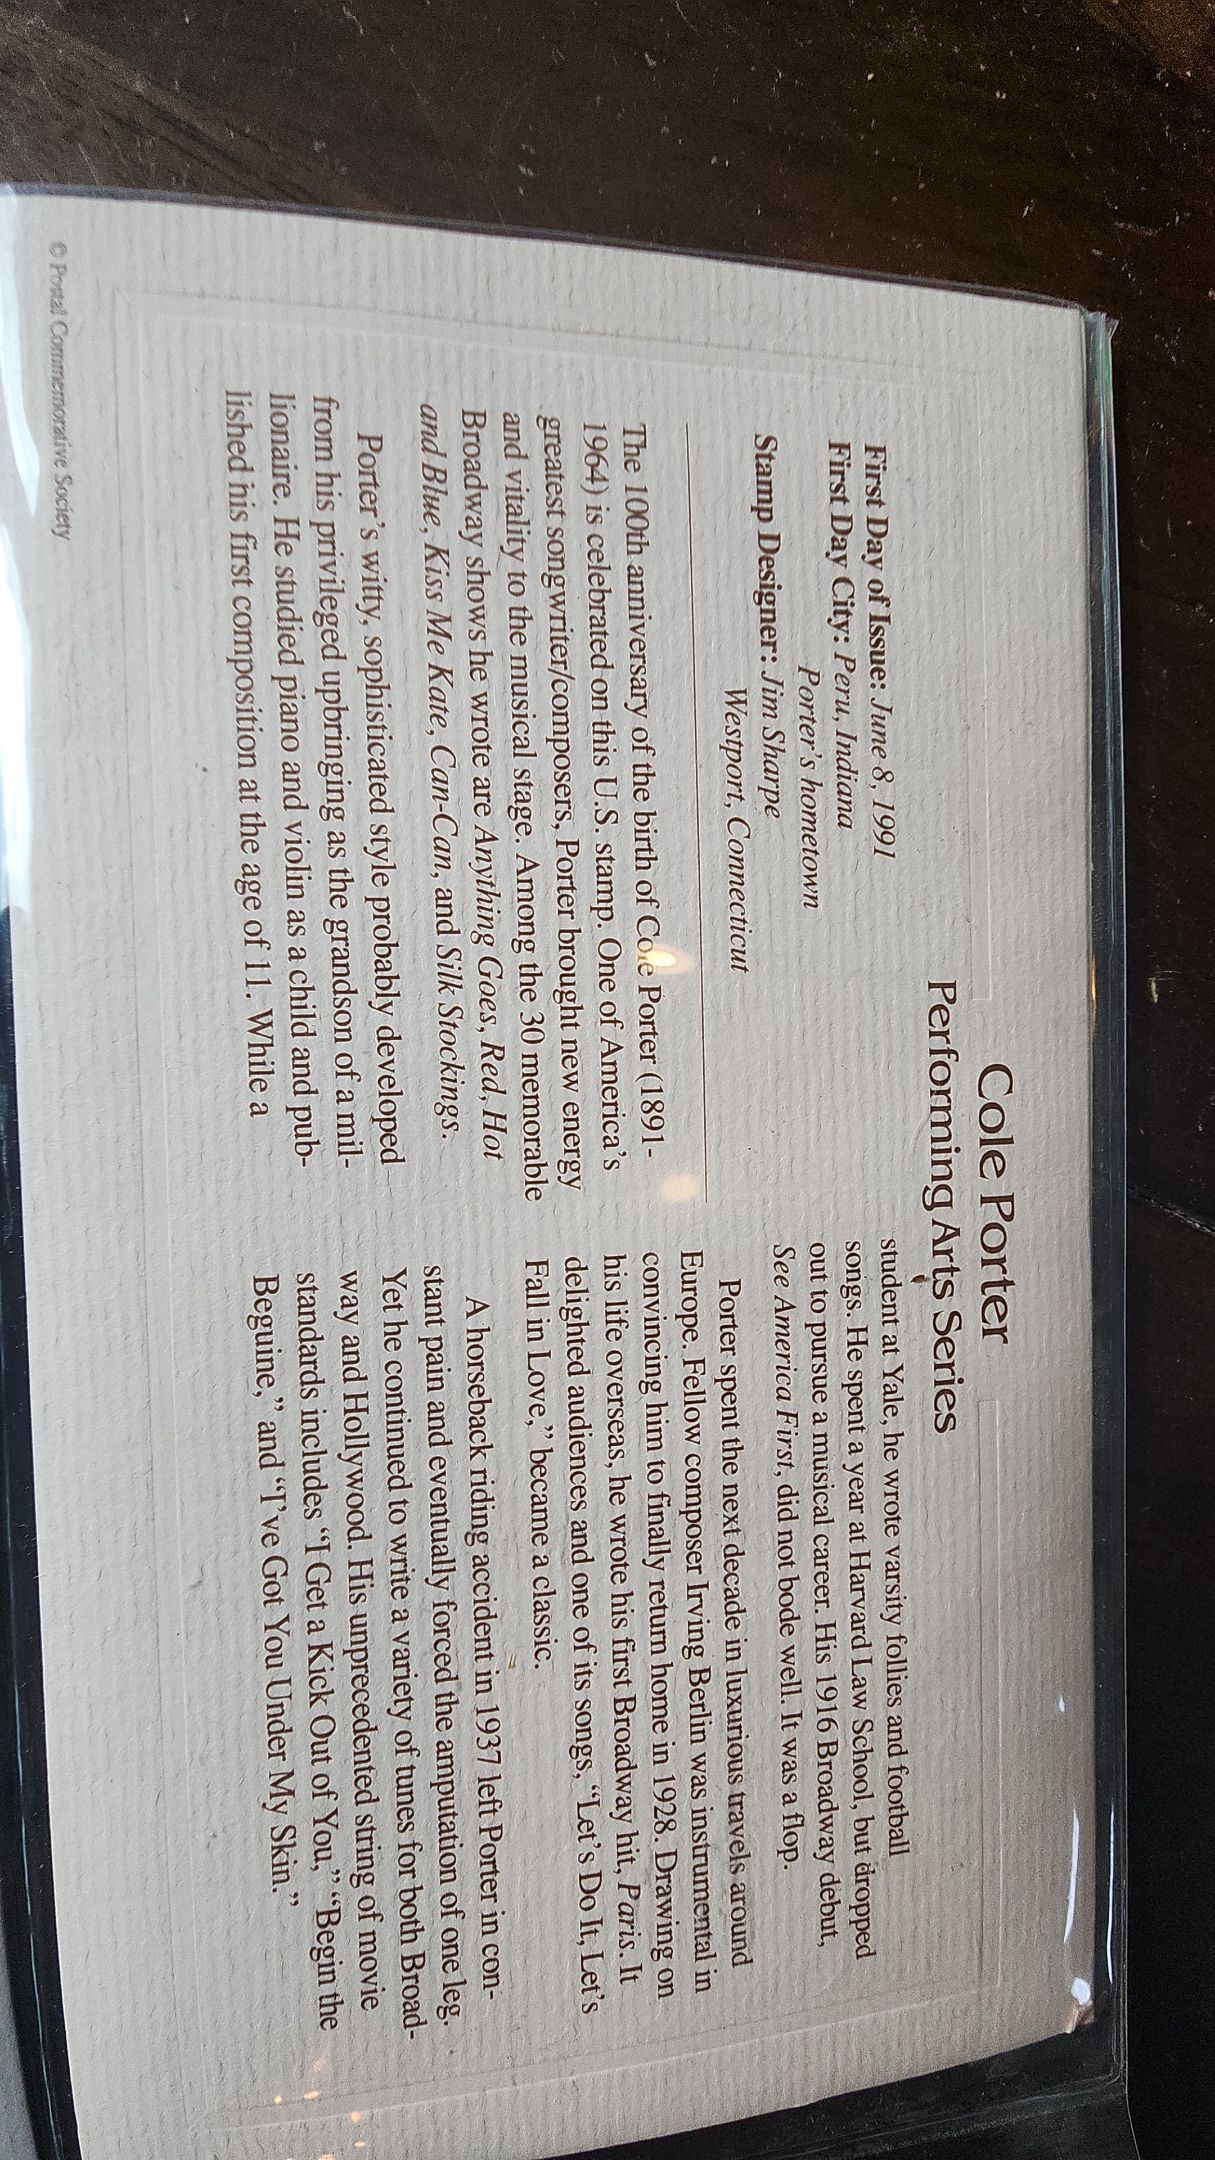 Cole Porter
Performing Arts Series
First Day of Issue: June 8, 1991
First Day City: Peru, Indiana
Porter's hometown
Stamp Designer: Jim Sharpe
Westport, Connecticut
The 100th anniversary of the birth of Cole Porter (1891-
1964) is celebrated on this U.S. stamp. One of America's
greatest songwriter/composers, Porter brought new energy
and vitality to the musical stage. Among the 30 memorable
Broadway shows he wrote are Anything Goes, Red, Hot
and Blue, Kiss Me Kate, Can-Can, and Silk Stockings.
Porter's witty, sophisticated style probably developed
from his privileged upbringing as the grandson of a mil-
lionaire. He studied piano and violin as a child and pub-
lished his first composition at the age of 11. While a
student at Yale, he wrote varsity follies and football
songs. He spent a year at Harvard Law School, but dropped
out to pursue a musical career. His 1916 Broadway debut,
See America First, did not bode well. It was a flop.
Porter spent the next decade in luxurious travels around
Europe. Fellow composer Irving Berlin was instrumental in
convincing him to finally return home in 1928. Drawing on
his life overseas, he wrote his first Broadway hit, Paris. It
delighted audiences and one of its songs, "Let's Do It, Let's
Fall in Love," became a classic.
A horseback riding accident in 1937 left Porter in con-
stant pain and eventually forced the amputation of one leg.
Yet he continued to write a variety of tunes for both Broad-
way and Hollywood. His unprecedented string of movie
standards includes "I Get a Kick Out of You," "Begin the
Beguine," and "I've Got You Under My Skin."
© Postal Commemorative Society